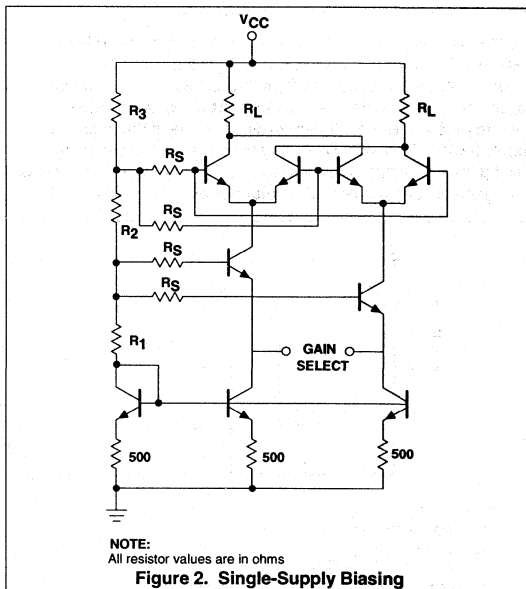 VCC
R3
RL
RL
RS
R2
RS
RS
RS
R1
GAIN
SELECT
500
500
500
NOTE:
All resistor values are in ohms
Figure 2. Single-Supply Biasing